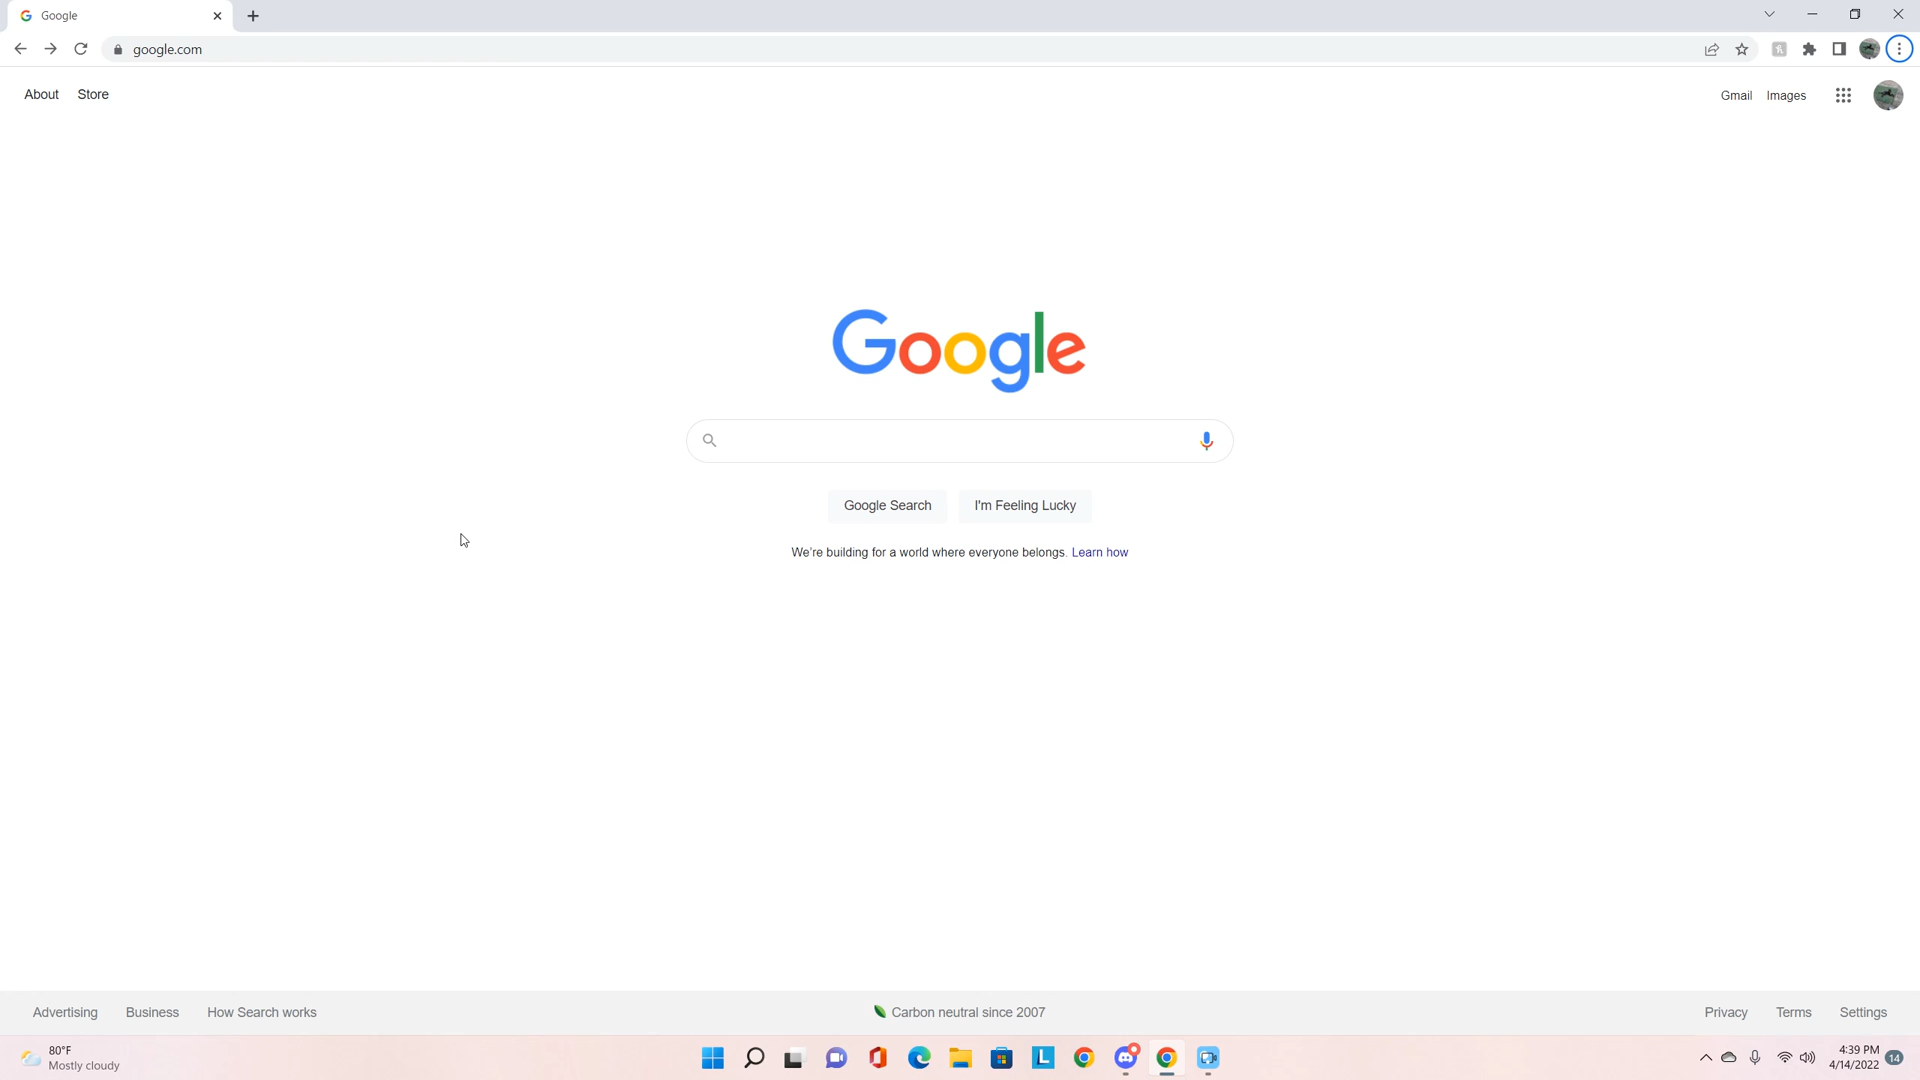 Google
google.com
About Store
Gmail Images
Google
Google Search I'm Feeling Lucky
We're building for a world where everyone belongs. Learn how
Advertising Business How Search works
Carbon neutral since 2007
Privacy Terms Settings
80°F
Mostly cloudy
L
4:39 PM
4/14/2022
14